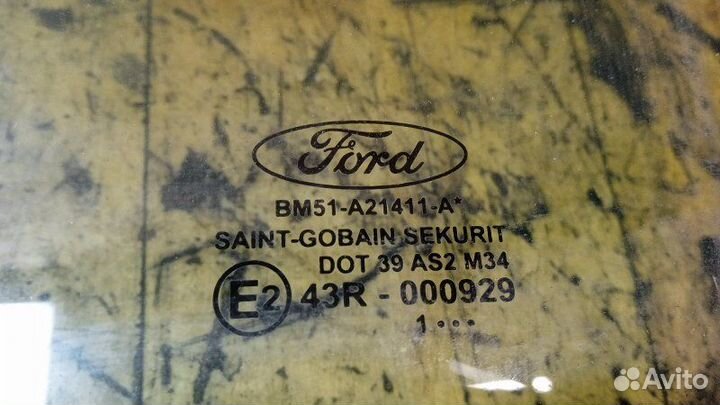 Ford
BM51-A21411-A*
SAINT-GOBAIN SEKURIT
DOT 39 AS2 M34
E2 43R - 000929
1 •••
Avito